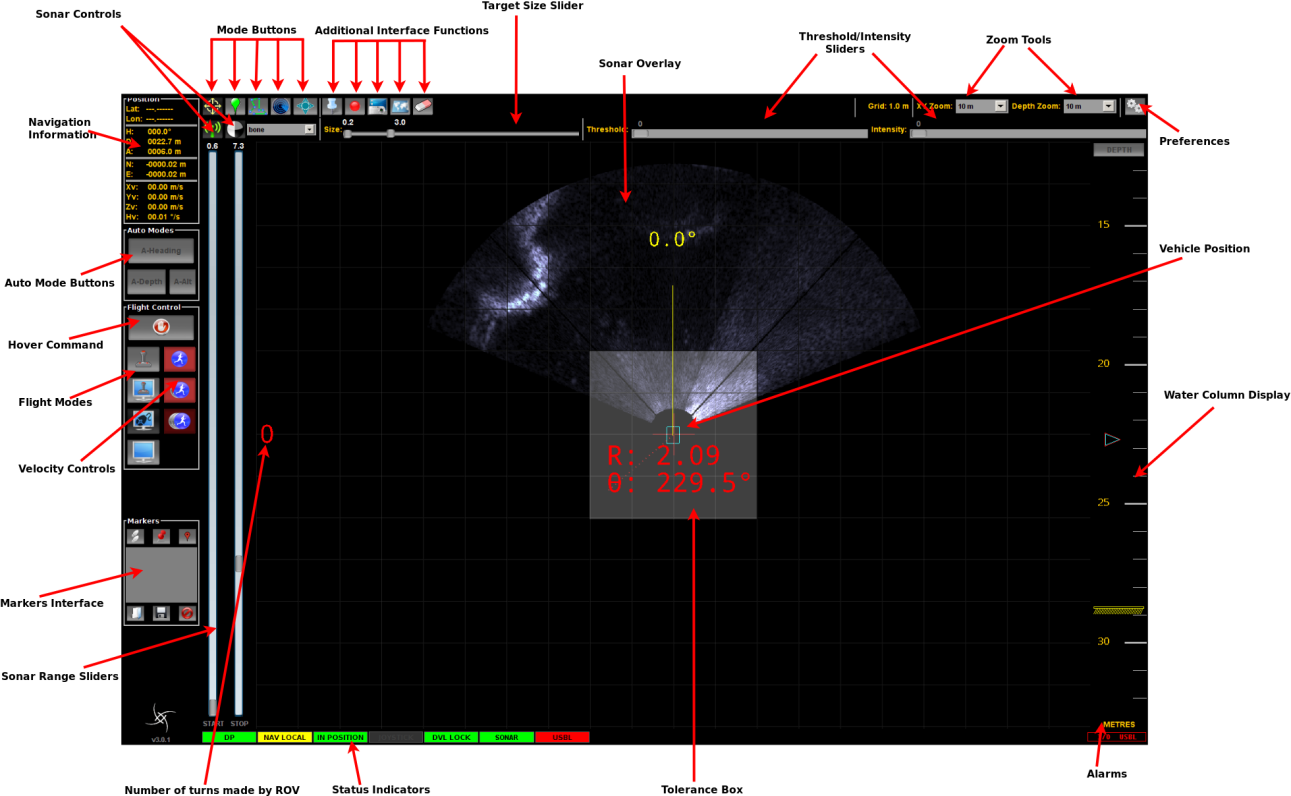 Target Size Slider
Sonar Controls
Mode Buttons
Additional Interface Functions
Threshold/Intensity
Sliders
Zoom Tools
Sonar Overlay
Navigation
Information
Preferences
Vehicle Position
Auto Mode Buttons
Hover Command
Flight Modes
Water Column Display
Velocity Controls
Markers Interface
Sonar Range Sliders
Number of turns made by ROV
Status Indicators
Tolerance Box
Alarms
Position
Lat: ---.------
Lon: ---.------
H: 000.0°
0022.7 m
A: 0006.0 m
N: -0000.02 m
E: -0000.02 m
Xv: 00.00 m/s
Yv: 00.00 m/s
Zv: 00.00 m/s
Hv: 00.01 °/s
Auto Modes
A-Heading
A-Depth
A-Alt
Flight Control
Markers
v3.0.1
bone
Size:
0.2
3.0
Threshold:
0
Intensity:
0
Grid: 1.0 m
Zoom:
10 m
Depth Zoom:
10 m
0.6
7.3
START
STOP
DEPTH
15
20
25
30
METRES
0.0°
R: 2.09
θ: 229.5°
0
DP
NAV LOCAL
IN POSITION
DVL LOCK
SONAR
USBL
USBL